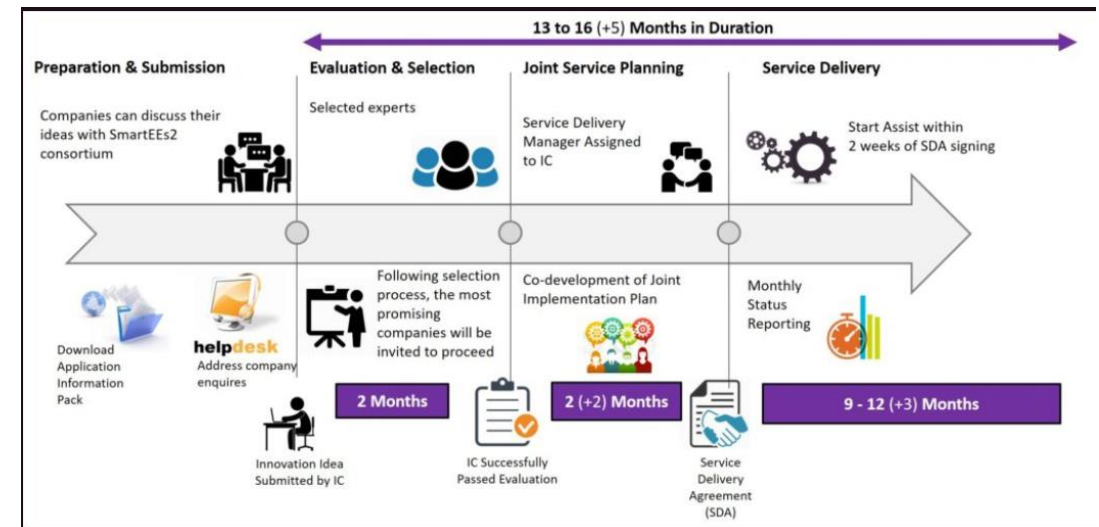 13 to 16 (+5) Months in Duration
Preparation & Submission
Evaluation & Selection
Joint Service Planning
Service Delivery
Companies can discuss their
ideas with SmartEEs2
consortium
Selected experts
Service Delivery
Manager Assigned
to IC
Start Assist within
2 weeks of SDA signing
Download
Application
Information
Pack
helpdesk
Address company
enquires
Following selection
process, the most
promising
companies will be
invited to proceed
Co-development of Joint
Implementation Plan
Monthly
Status
Reporting
2 Months
2 (+2) Months
9 - 12 (+3) Months
Innovation Idea
Submitted by IC
IC Successfully
Passed Evaluation
Service
Delivery
Agreement
(SDA)